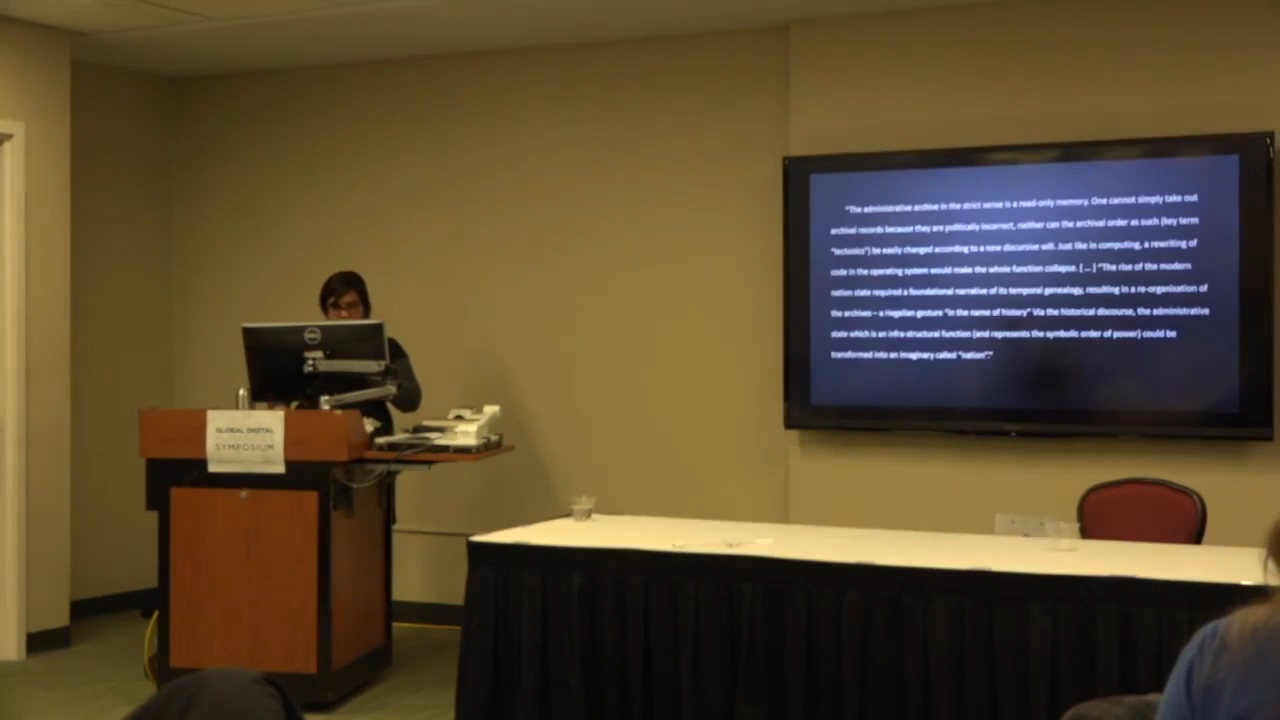 "The administrative archive in the strict sense is a read-only memory. One cannot simply take out
archival records because they are politically incorrect, neither can the archival order as such (key term
"tectonics") be easily changed according to a new discursive will. Just like in computing, a rewriting of
code in the operating system would make the whole function collapse. [ ... ] "The rise of the modern
nation state required a foundational narrative of its temporal genealogy, resulting in a re-organisation of
the archives – a Hegelian gesture "in the name of history" Via the historical discourse, the administrative
state which is an infra-structural function (and represents the symbolic order of power) could be
transformed into an imaginary called "nation"."
DELL
GLOBAL DIGITAL
SYMPOSIUM